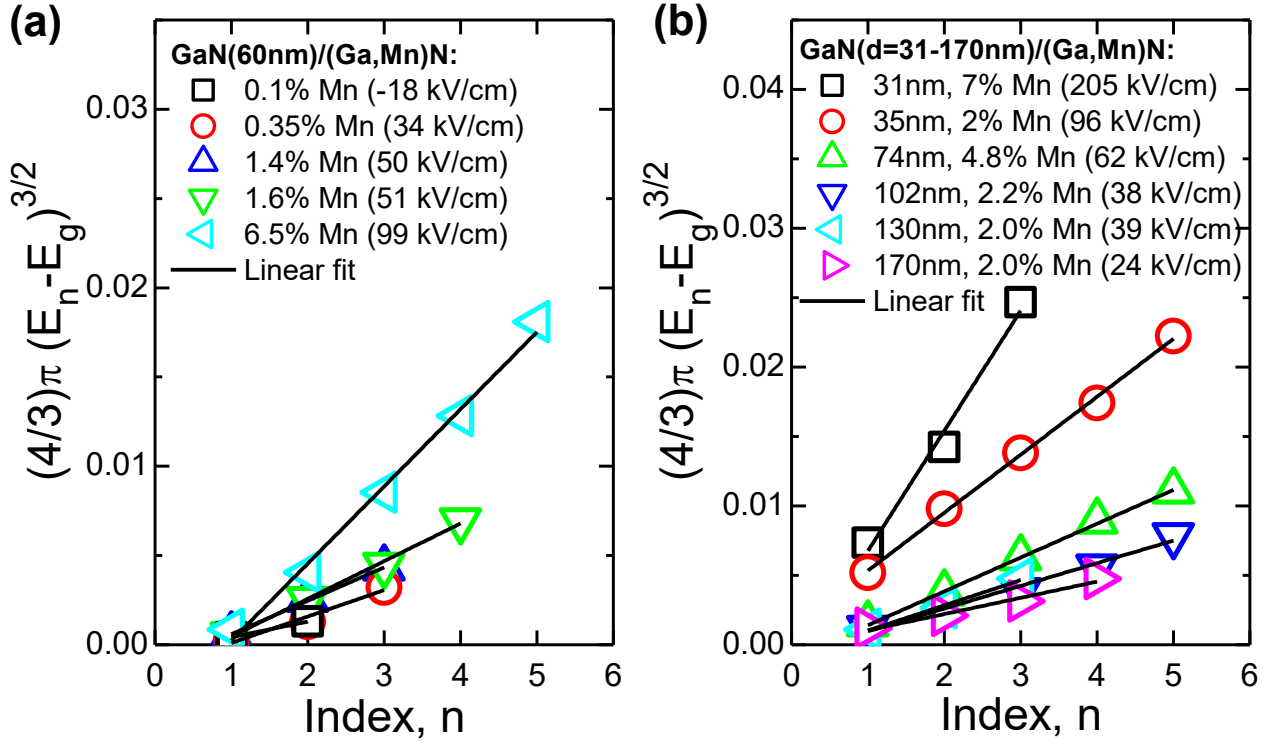 (a)
GaN(60nm)/(Ga,Mn)N:
0.1% Mn (-18 kV/cm)
0.35% Mn (34 kV/cm)
1.4% Mn (50 kV/cm)
1.6% Mn (51 kV/cm)
6.5% Mn (99 kV/cm)
Linear fit
(4/3)π (E_n-E_g)^3/2
0.03
0.02
0.01
0.00
0 1 2 3 4 5 6
Index, n
(b)
GaN(d=31-170nm)/(Ga,Mn)N:
31nm, 7% Mn (205 kV/cm)
35nm, 2% Mn (96 kV/cm)
74nm, 4.8% Mn (62 kV/cm)
102nm, 2.2% Mn (38 kV/cm)
130nm, 2.0% Mn (39 kV/cm)
170nm, 2.0% Mn (24 kV/cm)
Linear fit
(4/3)π (E_n-E_g)^3/2
0.04
0.03
0.02
0.01
0.00
0 1 2 3 4 5 6
Index, n